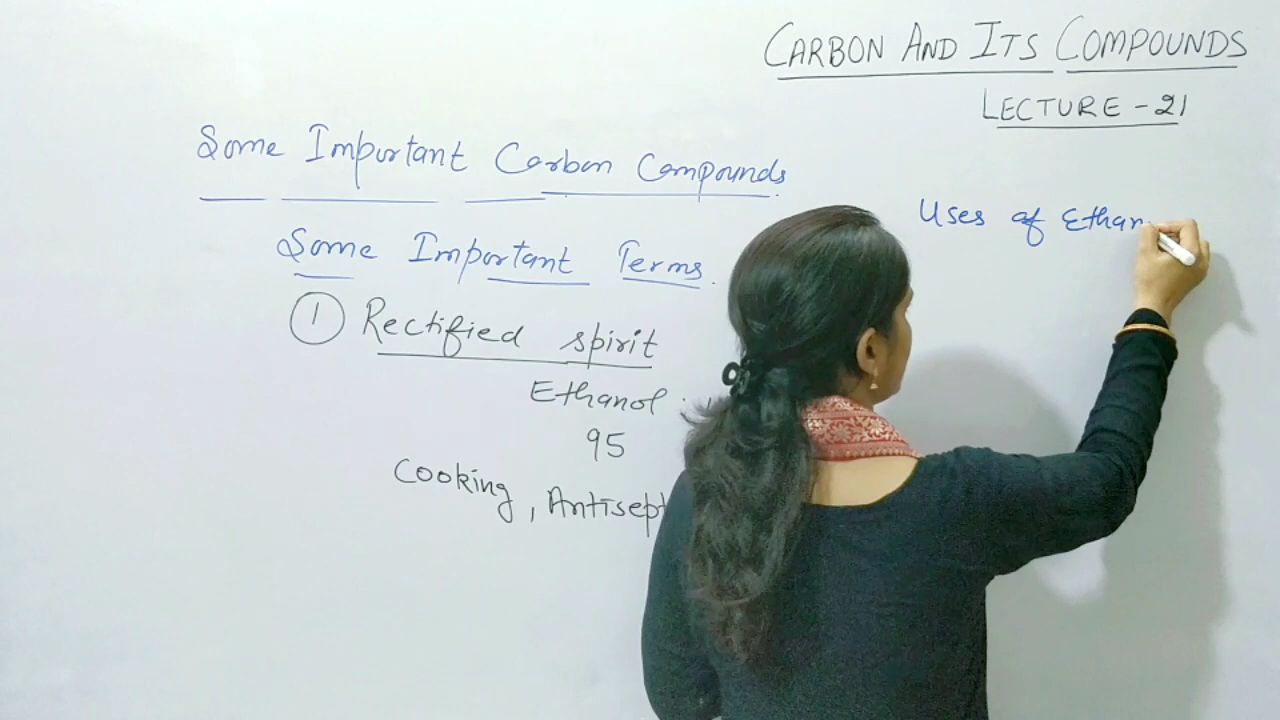 CARBON AND ITS COMPOUNDS
LECTURE - 21
Some Important Carbon Compounds
Some Important Terms.
① Rectified spirit
Ethanol
95
Cooking, Antisept
Uses of Ethan